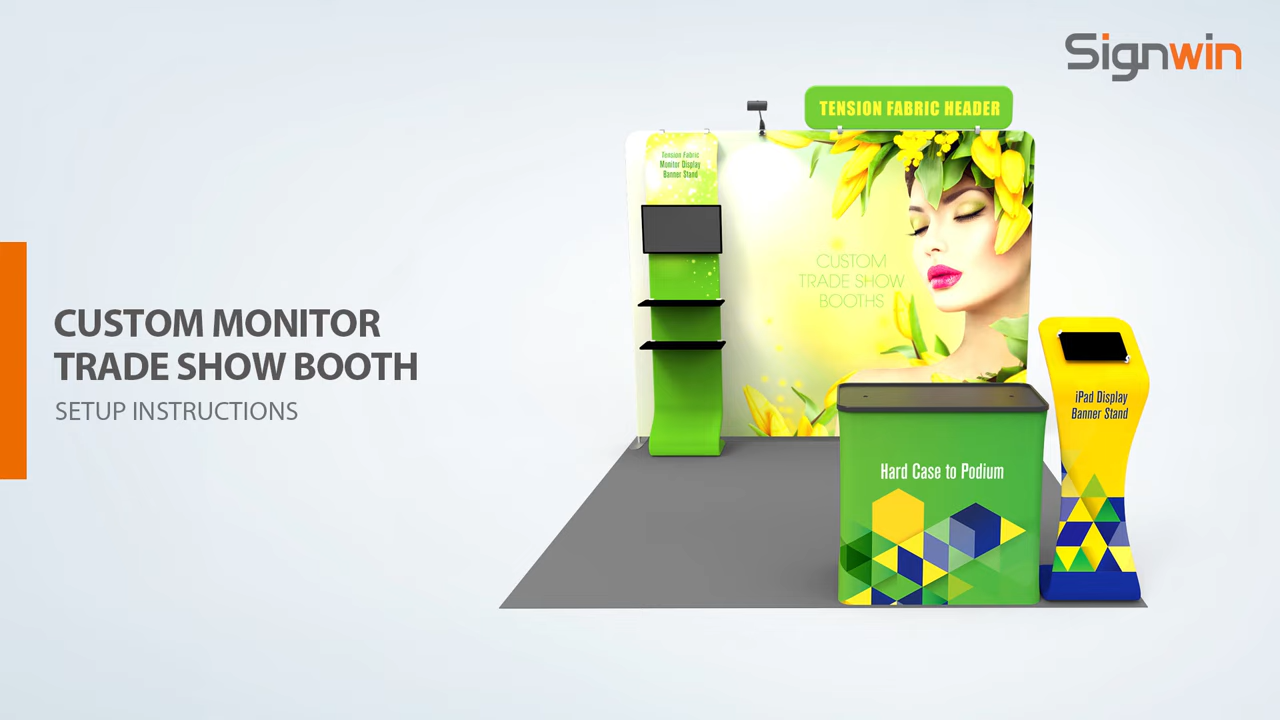 Signwin
TENSION FABRIC HEADER
Tension Fabric
Monitor Display
Banner Stand
CUSTOM
TRADE SHOW
BOOTHS
CUSTOM MONITOR
TRADE SHOW BOOTH
SETUP INSTRUCTIONS
iPad Display
Banner Stand
Hard Case to Podium